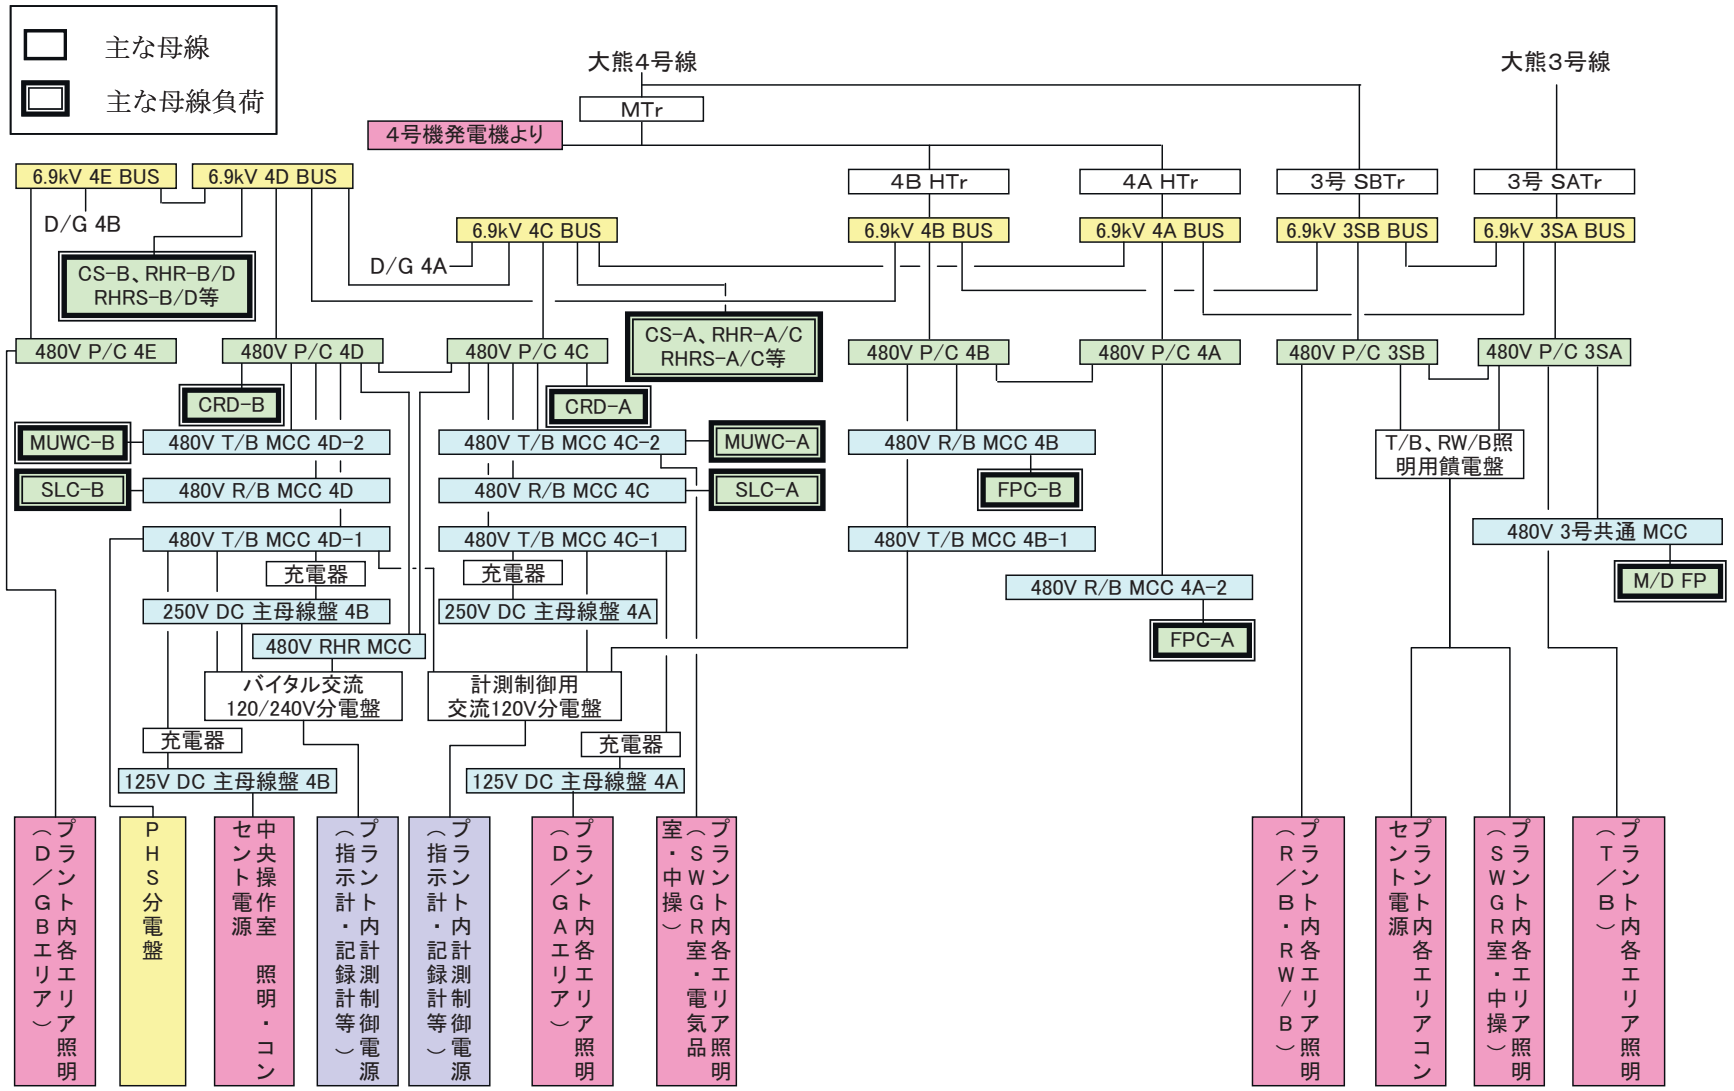 主な母線
主な母線負荷
大熊4号線
大熊3号線
MTr
4号機発電機より
6.9kV 4E BUS
6.9kV 4D BUS
4B HTr
4A HTr
3号 SBTr
3号 SATr
D/G 4B
6.9kV 4C BUS
6.9kV 4B BUS
6.9kV 4A BUS
6.9kV 3SB BUS
6.9kV 3SA BUS
D/G 4A
CS-B、RHR-B/D
RHRS-B/D等
CS-A、RHR-A/C
RHRS-A/C等
480V P/C 4E
480V P/C 4D
480V P/C 4C
480V P/C 4B
480V P/C 4A
480V P/C 3SB
480V P/C 3SA
CRD-B
CRD-A
MUWC-B
480V T/B MCC 4D-2
480V T/B MCC 4C-2
MUWC-A
480V R/B MCC 4B
T/B、RW/B照
明用饋電盤
SLC-B
480V R/B MCC 4D
480V R/B MCC 4C
SLC-A
FPC-B
480V T/B MCC 4D-1
480V T/B MCC 4C-1
480V T/B MCC 4B-1
480V 3号共通 MCC
充電器
充電器
M/D FP
250V DC 主母線盤 4B
250V DC 主母線盤 4A
480V R/B MCC 4A-2
480V RHR MCC
FPC-A
バイタル交流
120/240V分電盤
計測制御用
交流120V分電盤
充電器
充電器
125V DC 主母線盤 4B
125V DC 主母線盤 4A
プラント内各エリア照明
（D/GBエリア）
PHS分電盤
中央操作室 照明・コン
セント電源
プラント内計測制御電源
（指示計・記録計等）
プラント内計測制御電源
（指示計・記録計等）
プラント内各エリア照明
（D/GAエリア）
プラント内各エリア照明
（SWGR室・電気品
室・中操）
プラント内各エリア照明
（R/B・RW/B）
プラント内各エリアコン
セント電源
プラント内各エリア照明
（SWGR室・中操）
プラント内各エリア照明
（T/B）